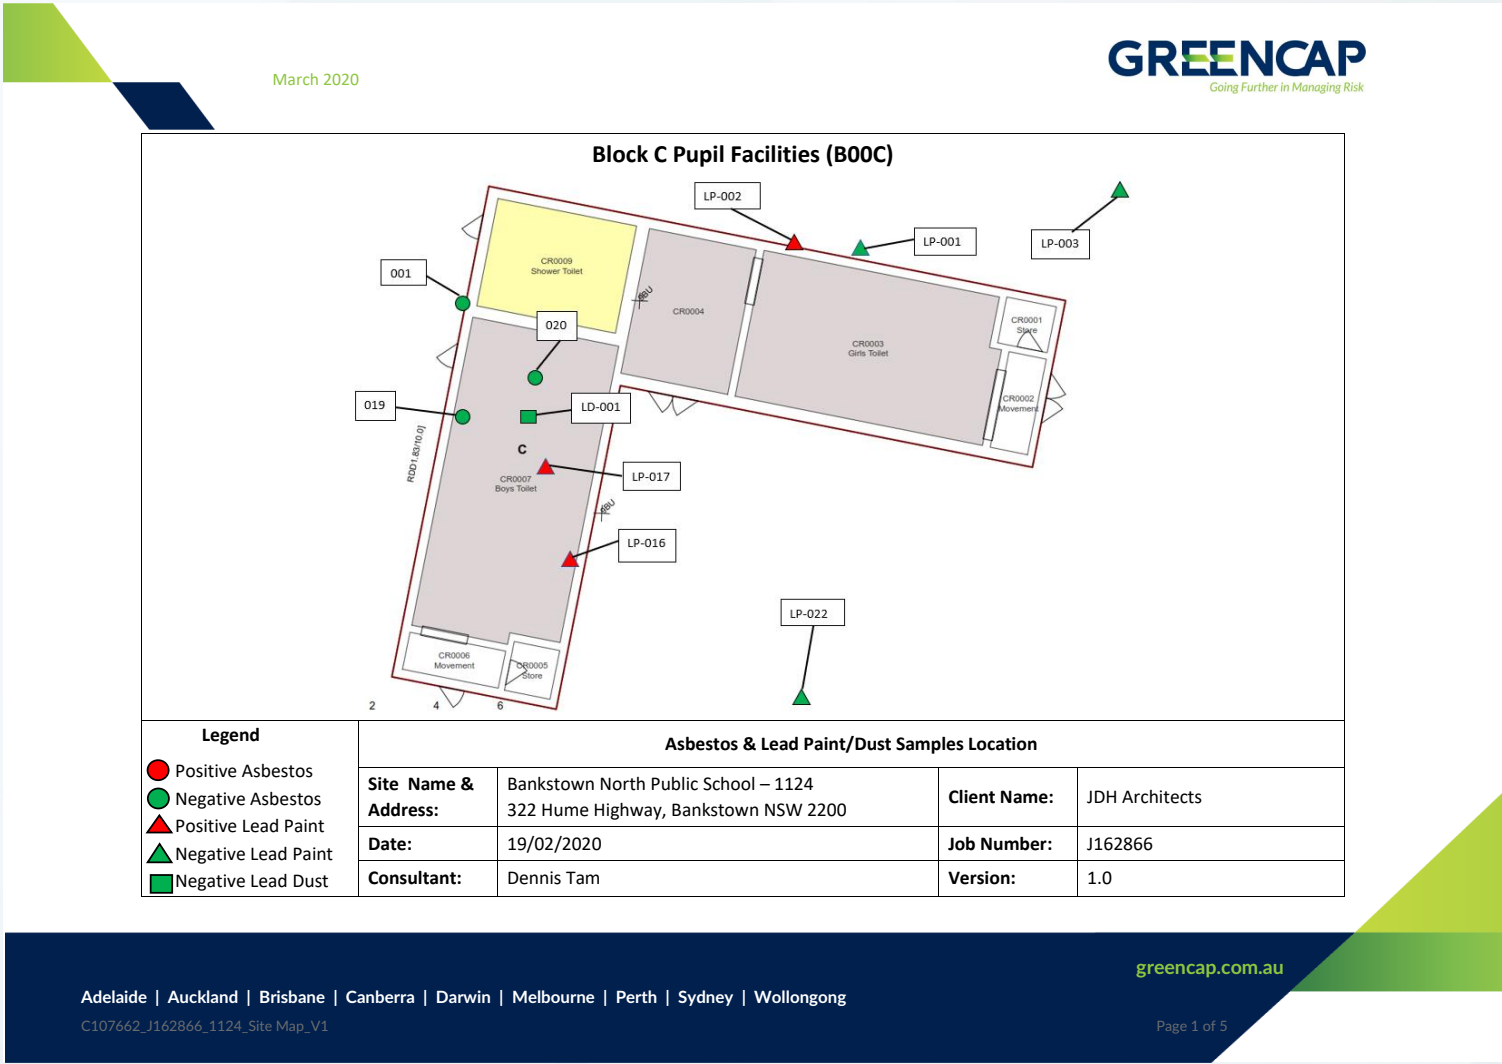 GREENCAP
Going Further in Managing Risk
March 2020
Block C Pupil Facilities (B00C)
LP-002
LP-001
LP-003
CR0009
Shower Toilet
001
CR0004
CR0001
Store
020
CR0003
Girls Toilet
CR0002
Movement
019
LD-001
C
RDD1.83/10.0]
LP-017
CR0007
Boys Toilet
LP-016
LP-022
CR0006
Movement
CR0005
Store
2 4 6
Legend
Positive Asbestos
Negative Asbestos
Positive Lead Paint
Negative Lead Paint
Negative Lead Dust
Asbestos & Lead Paint/Dust Samples Location
Site Name & Address:
Bankstown North Public School – 1124
322 Hume Highway, Bankstown NSW 2200
Client Name: JDH Architects
Date: 19/02/2020
Job Number: J162866
Consultant: Dennis Tam
Version: 1.0
greencap.com.au
Adelaide | Auckland | Brisbane | Canberra | Darwin | Melbourne | Perth | Sydney | Wollongong
C107662_J162866_1124_Site Map_V1
Page 1 of 5